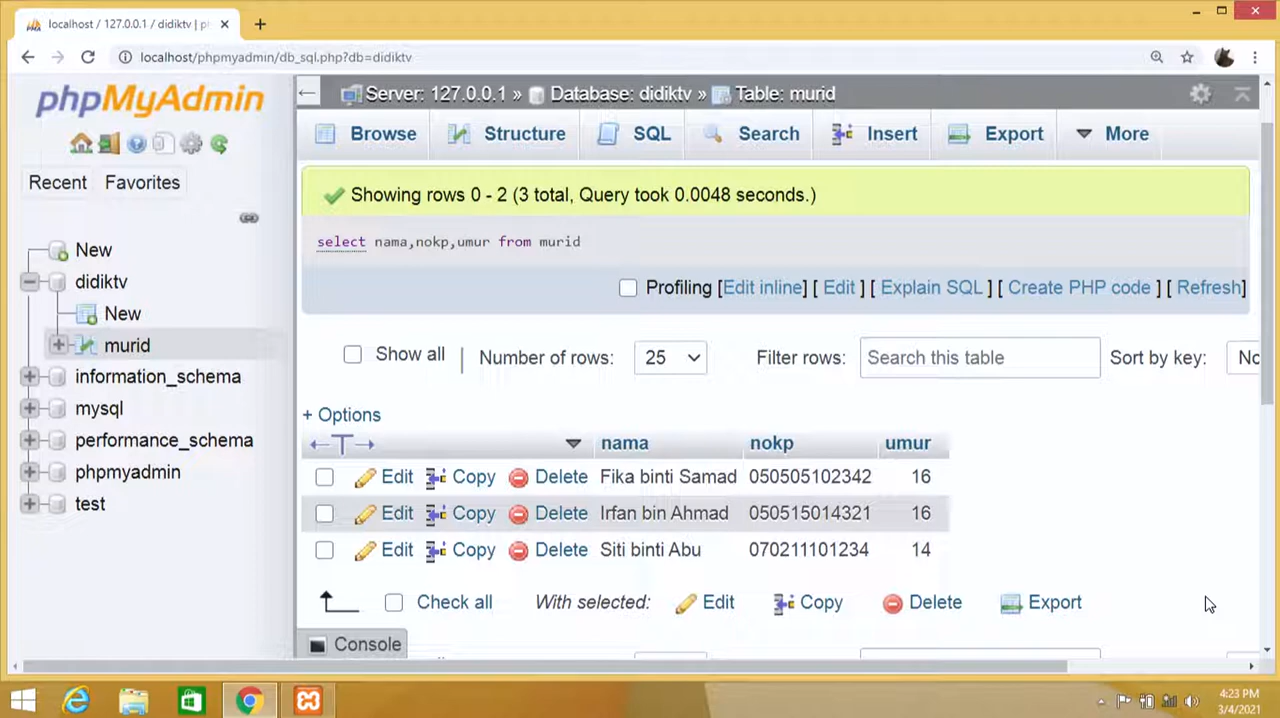 localhost / 127.0.0.1 / didiktv | p
localhost/phpmyadmin/db_sql.php?db=didiktv
phpMyAdmin
Recent Favorites
New
didiktv
New
murid
information_schema
mysql
performance_schema
phpmyadmin
test
Server: 127.0.0.1 » Database: didiktv » Table: murid
Browse Structure SQL Search Insert Export More
Showing rows 0 - 2 (3 total, Query took 0.0048 seconds.)
select nama,nokp,umur from murid
Profiling [Edit inline] [ Edit ] [ Explain SQL ] [ Create PHP code ] [ Refresh]
Show all Number of rows: 25 Filter rows: Search this table Sort by key: No
+ Options
←T→ nama nokp umur
Edit Copy Delete Fika binti Samad 050505102342 16
Edit Copy Delete Irfan bin Ahmad 050515014321 16
Edit Copy Delete Siti binti Abu 070211101234 14
Check all With selected: Edit Copy Delete Export
Console
4:23 PM
3/4/2021